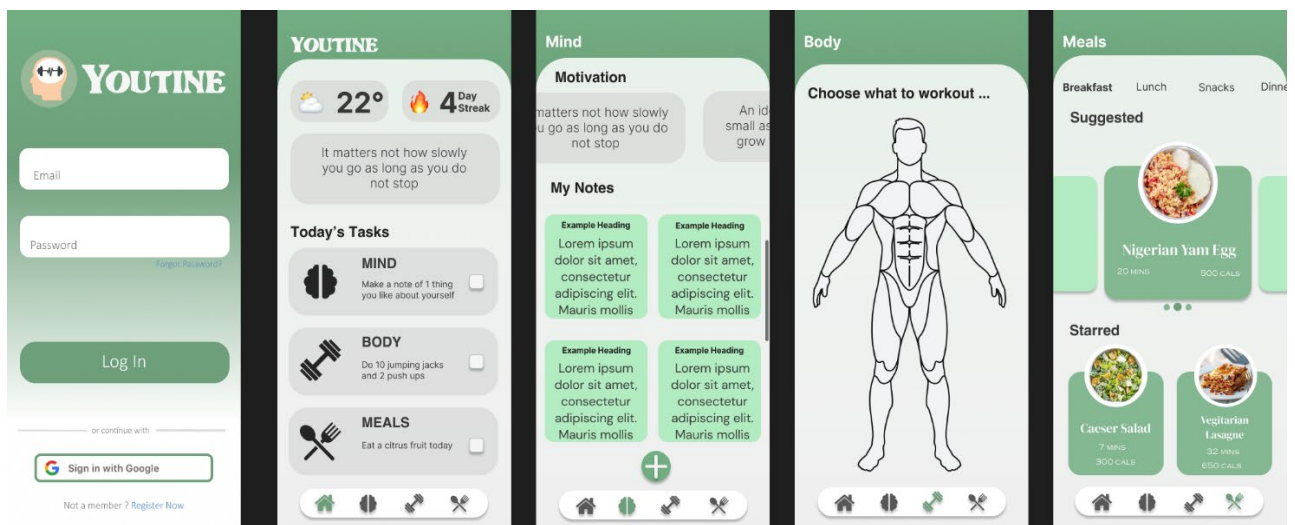 YOUTINE
Email
Password
Forgot Password?
Log In
or continue with
Sign in with Google
Not a member ? Register Now
YOUTINE
22°
4 Day Streak
It matters not how slowly
you go as long as you do
not stop
Today's Tasks
MIND
Make a note of 1 thing
you like about yourself
BODY
Do 10 jumping jacks
and 2 push ups
MEALS
Eat a citrus fruit today
Mind
Motivation
matters not how slowly
u go as long as you do
not stop
An id
small as
grow
My Notes
Example Heading
Lorem ipsum
dolor sit amet,
consectetur
adipiscing elit.
Mauris mollis
Example Heading
Lorem ipsum
dolor sit amet,
consectetur
adipiscing elit.
Mauris mollis
Example Heading
Lorem ipsum
dolor sit amet,
consectetur
adipiscing elit.
Mauris mollis
Example Heading
Lorem ipsum
dolor sit amet,
consectetur
adipiscing elit.
Mauris mollis
Body
Choose what to workout ...
Meals
Breakfast Lunch Snacks Dinne
Suggested
Nigerian Yam Egg
20 MINS 500 CALS
Starred
Caeser Salad
7 MINS
300 CALS
Vegitarian
Lasagne
32 MINS
650 CALS